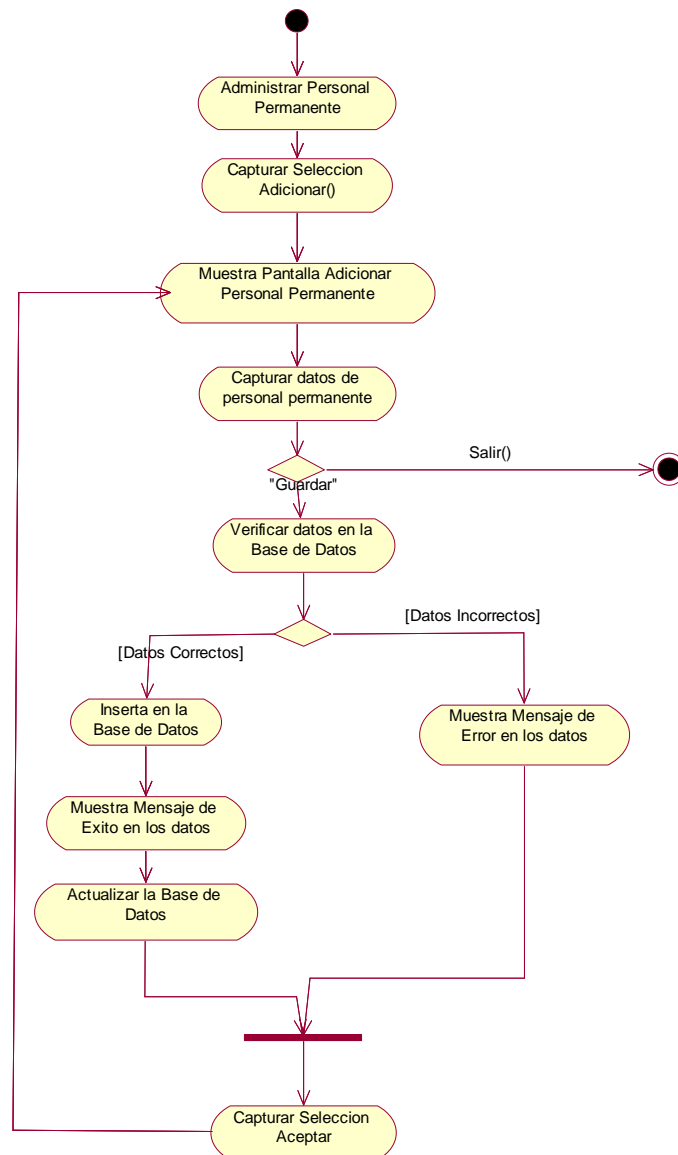 Administrar Personal
Permanente
Capturar Seleccion
Adicionar()
Muestra Pantalla Adicionar
Personal Permanente
Capturar datos de
personal permanente
Salir()
"Guardar"
Verificar datos en la
Base de Datos
[Datos Incorrectos]
[Datos Correctos]
Inserta en la
Base de Datos
Muestra Mensaje de
Error en los datos
Muestra Mensaje de
Exito en los datos
Actualizar la Base de
Datos
Capturar Seleccion
Aceptar